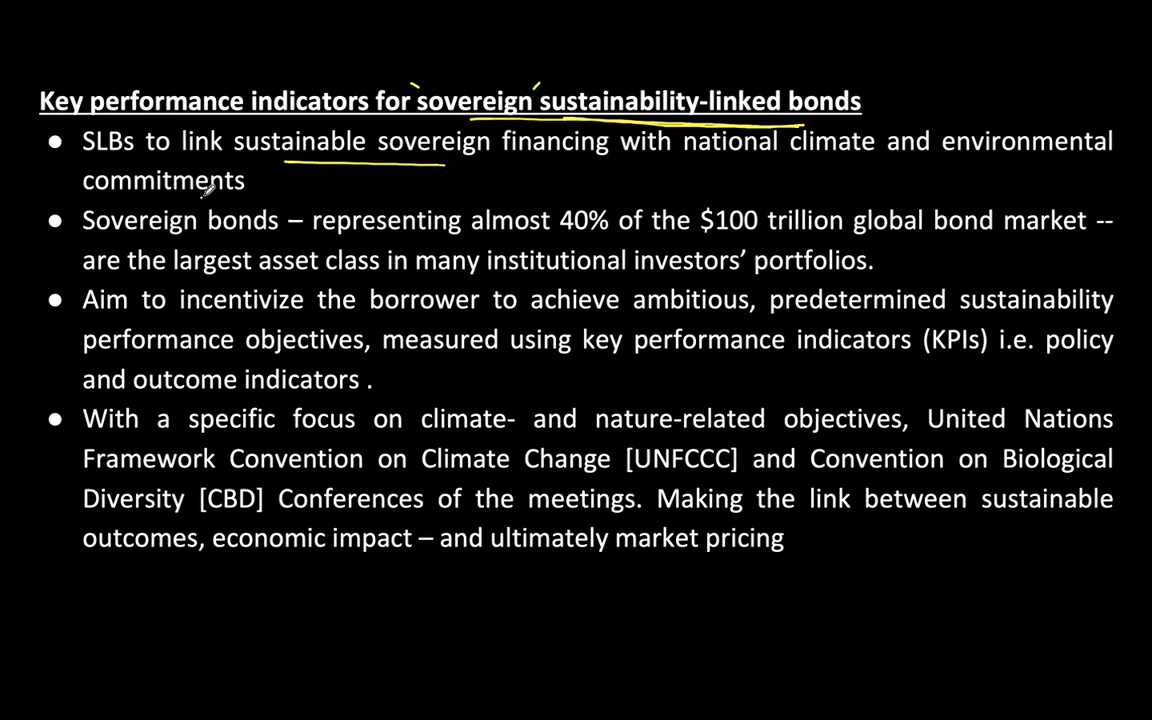 Key performance indicators for sovereign sustainability-linked bonds
● SLBs to link sustainable sovereign financing with national climate and environmental
commitments
● Sovereign bonds – representing almost 40% of the $100 trillion global bond market --
are the largest asset class in many institutional investors’ portfolios.
● Aim to incentivize the borrower to achieve ambitious, predetermined sustainability
performance objectives, measured using key performance indicators (KPIs) i.e. policy
and outcome indicators .
● With a specific focus on climate- and nature-related objectives, United Nations
Framework Convention on Climate Change [UNFCCC] and Convention on Biological
Diversity [CBD] Conferences of the meetings. Making the link between sustainable
outcomes, economic impact – and ultimately market pricing